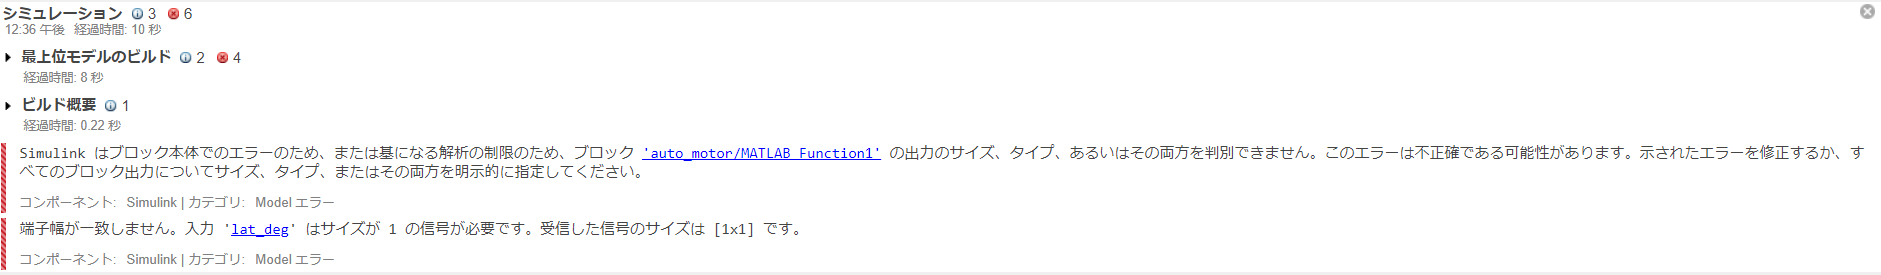 シミュレーション 3 6
12:36 午後 経過時間: 10 秒
最上位モデルのビルド 2 4
経過時間: 8 秒
ビルド概要 1
経過時間: 0.22 秒
Simulink はブロック本体でのエラーのため、または基になる解析の制限のため、ブロック 'auto_motor/MATLAB Function1' の出力のサイズ、タイプ、あるいはその両方を判別できません。このエラーは不正確である可能性があります。示されたエラーを修正するか、す
べてのブロック出力についてサイズ、タイプ、またはその両方を明示的に指定してください。
コンポーネント: Simulink | カテゴリ: Model エラー
端子幅が一致しません。入力 'lat_deg' はサイズが 1 の信号が必要です。受信した信号のサイズは [1x1] です。
コンポーネント: Simulink | カテゴリ: Model エラー